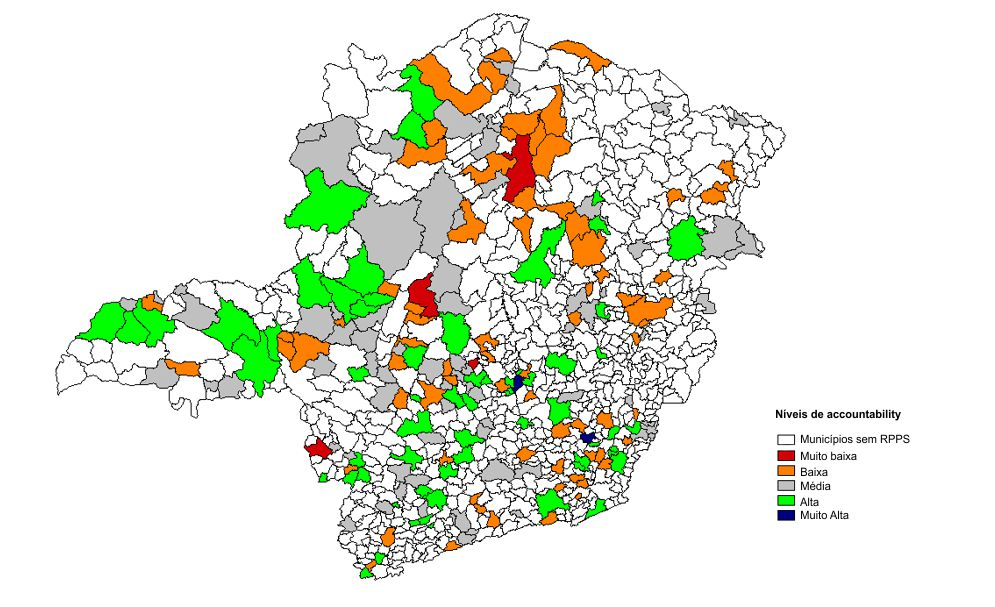 Níveis de accountability
Municípios sem RPPS
Muito baixa
Baixa
Média
Alta
Muito Alta